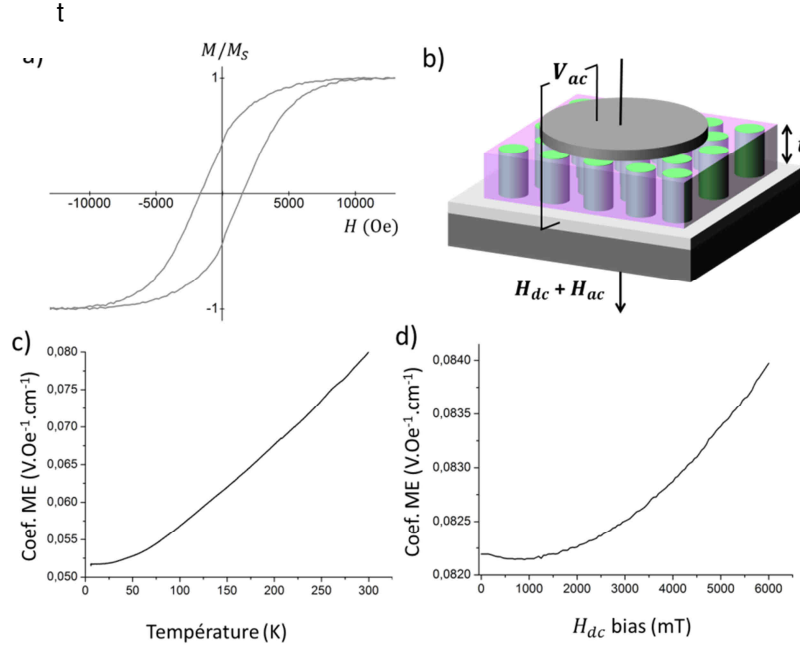 t
a)
M/M_S
1
-10000 -5000 5000 10000
H (Oe)
-1
b)
V_ac
t
H_dc + H_ac
c)
Coef. ME (V.Oe⁻¹.cm⁻¹)
0,080
0,075
0,070
0,065
0,060
0,055
0,050
0 50 100 150 200 250 300
Température (K)
d)
Coef. ME (V.Oe⁻¹.cm⁻¹)
0,0840
0,0835
0,0830
0,0825
0,0820
0 1000 2000 3000 4000 5000 6000
H_dc bias (mT)